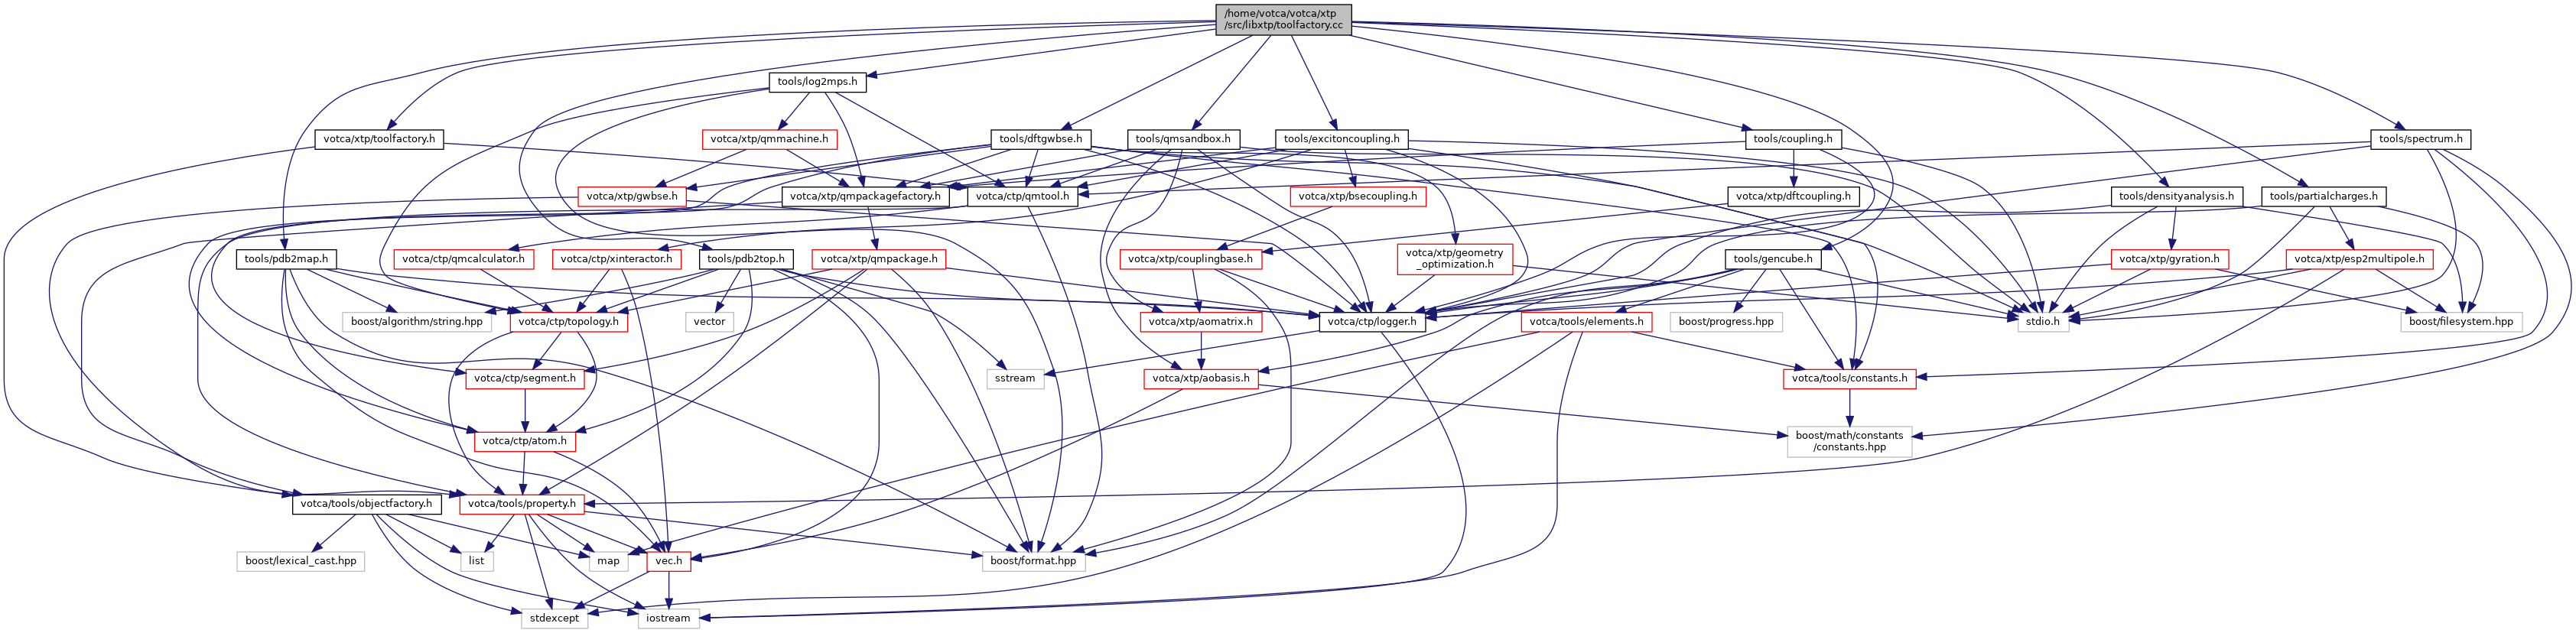 /home/votca/votca/xtp
/src/libxtp/toolfactory.cc
tools/log2mps.h
votca/xtp/toolfactory.h
votca/xtp/qmmachine.h
tools/dftgwbse.h
tools/qmsandbox.h
tools/excitoncoupling.h
tools/coupling.h
tools/spectrum.h
votca/xtp/gwbse.h
votca/xtp/qmpackagefactory.h
votca/ctp/qmtool.h
votca/xtp/bsecoupling.h
votca/xtp/dftcoupling.h
tools/densityanalysis.h
tools/partialcharges.h
tools/pdb2map.h
votca/ctp/qmcalculator.h
votca/ctp/xinteractor.h
tools/pdb2top.h
votca/xtp/qmpackage.h
votca/xtp/couplingbase.h
votca/xtp/geometry
_optimization.h
tools/gencube.h
votca/xtp/gyration.h
votca/xtp/esp2multipole.h
boost/algorithm/string.hpp
votca/ctp/topology.h
vector
votca/xtp/aomatrix.h
votca/ctp/logger.h
votca/tools/elements.h
boost/progress.hpp
stdio.h
boost/filesystem.hpp
votca/ctp/segment.h
sstream
votca/xtp/aobasis.h
votca/tools/constants.h
votca/ctp/atom.h
boost/math/constants
/constants.hpp
votca/tools/objectfactory.h
votca/tools/property.h
boost/lexical_cast.hpp
list
map
vec.h
boost/format.hpp
stdexcept
iostream